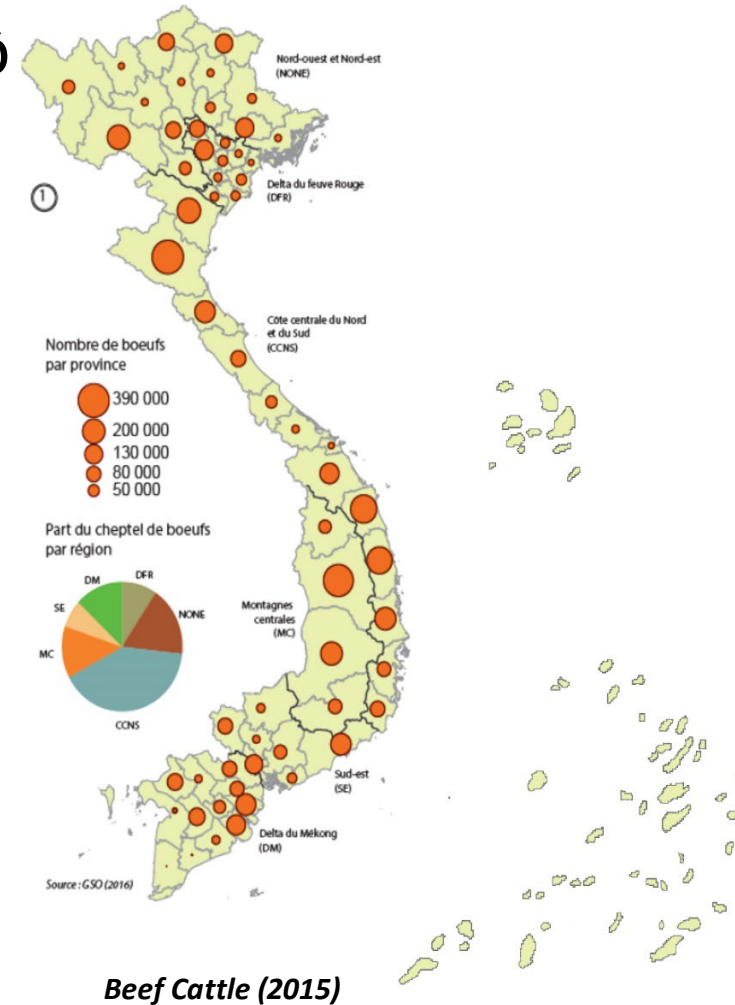 Nord-ouest et Nord-est
(NONE)
Delta du feuve Rouge
(DFR)
1
Côte centrale du Nord
et du Sud
(CCNS)
Nombre de boeufs
par province
390 000
200 000
130 000
80 000
50 000
Part du cheptel de boeufs
par région
DM
DFR
SE
NONE
MC
CCNS
Montagnes
centrales
(MC)
Sud-est
(SE)
Delta du Mékong
(DM)
Source : GSO (2016)
Beef Cattle (2015)